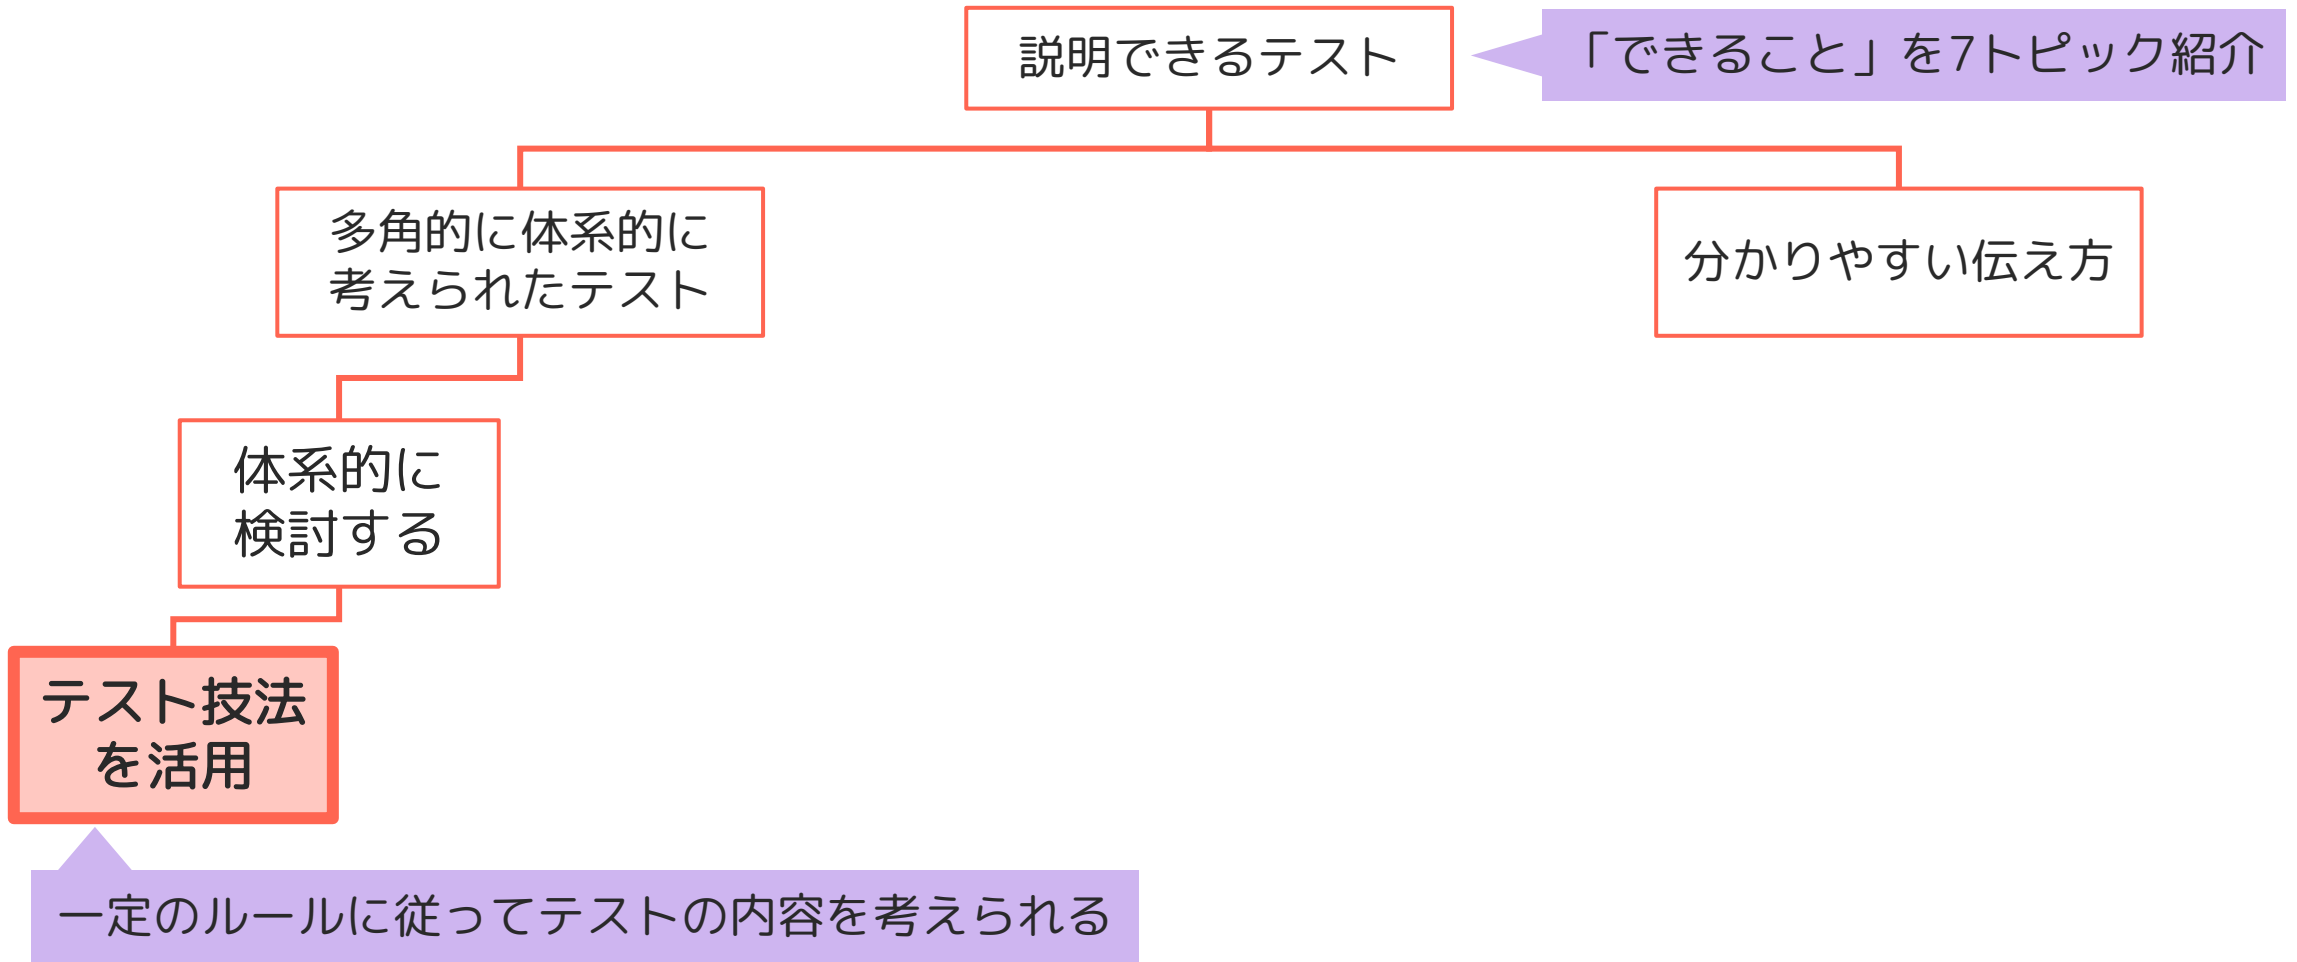 説明できるテスト
「できること」を7トピック紹介
多角的に体系的に
考えられたテスト
分かりやすい伝え方
体系的に
検討する
テスト技法
を活用
一定のルールに従ってテストの内容を考えられる